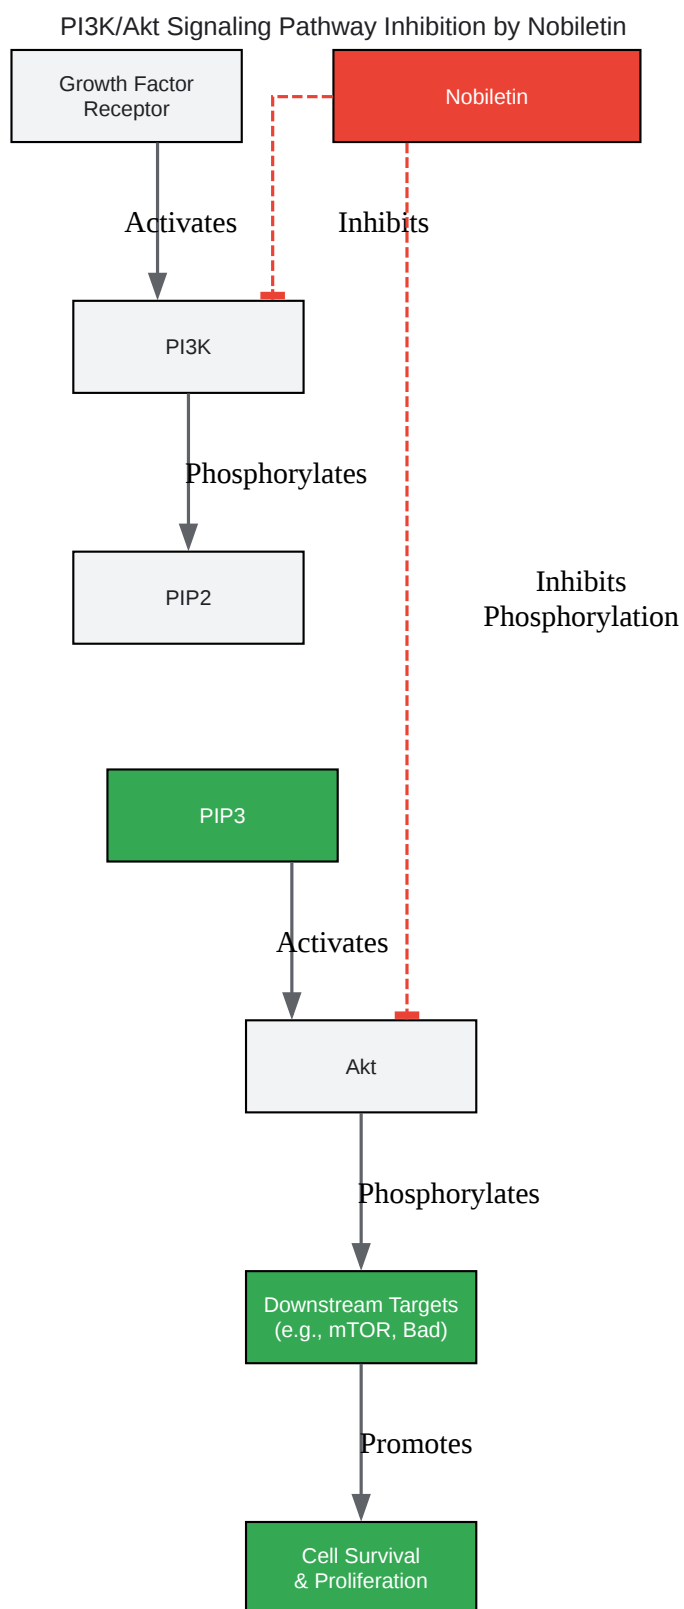 PI3K/Akt Signaling Pathway Inhibition by Nobiletin
Growth Factor
Receptor
Nobiletin
Activates
Inhibits
PI3K
Phosphorylates
PIP2
Inhibits
Phosphorylation
PIP3
Activates
Akt
Phosphorylates
Downstream Targets
(e.g., mTOR, Bad)
Promotes
Cell Survival
& Proliferation